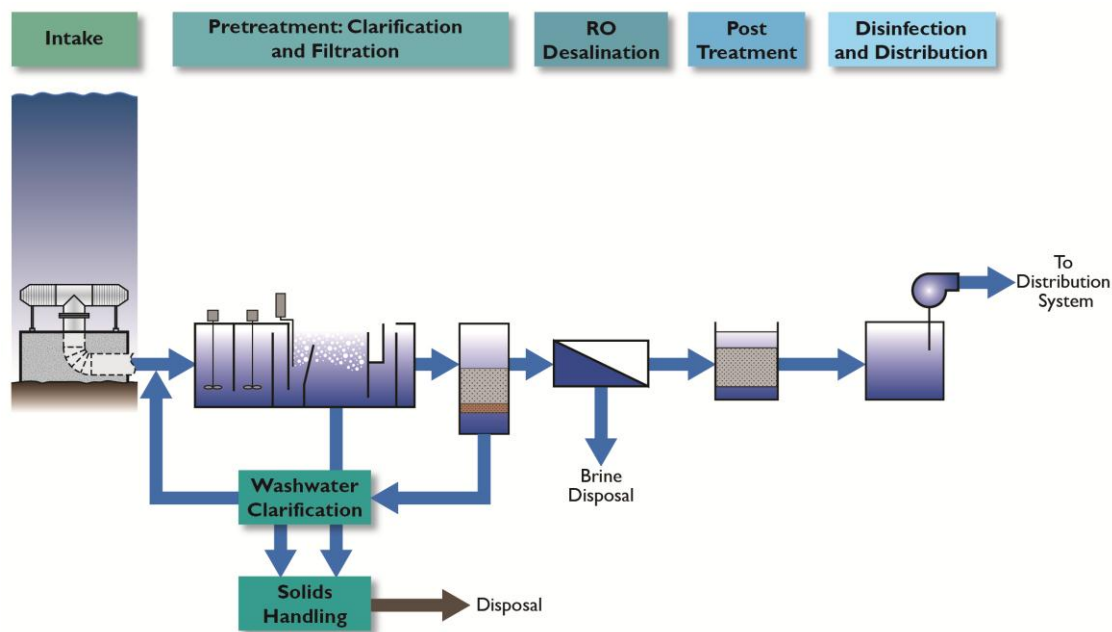 Intake
Pretreatment: Clarification
and Filtration
RO
Desalination
Post
Treatment
Disinfection
and Distribution
To
Distribution
System
Brine
Disposal
Washwater
Clarification
Solids
Handling
Disposal